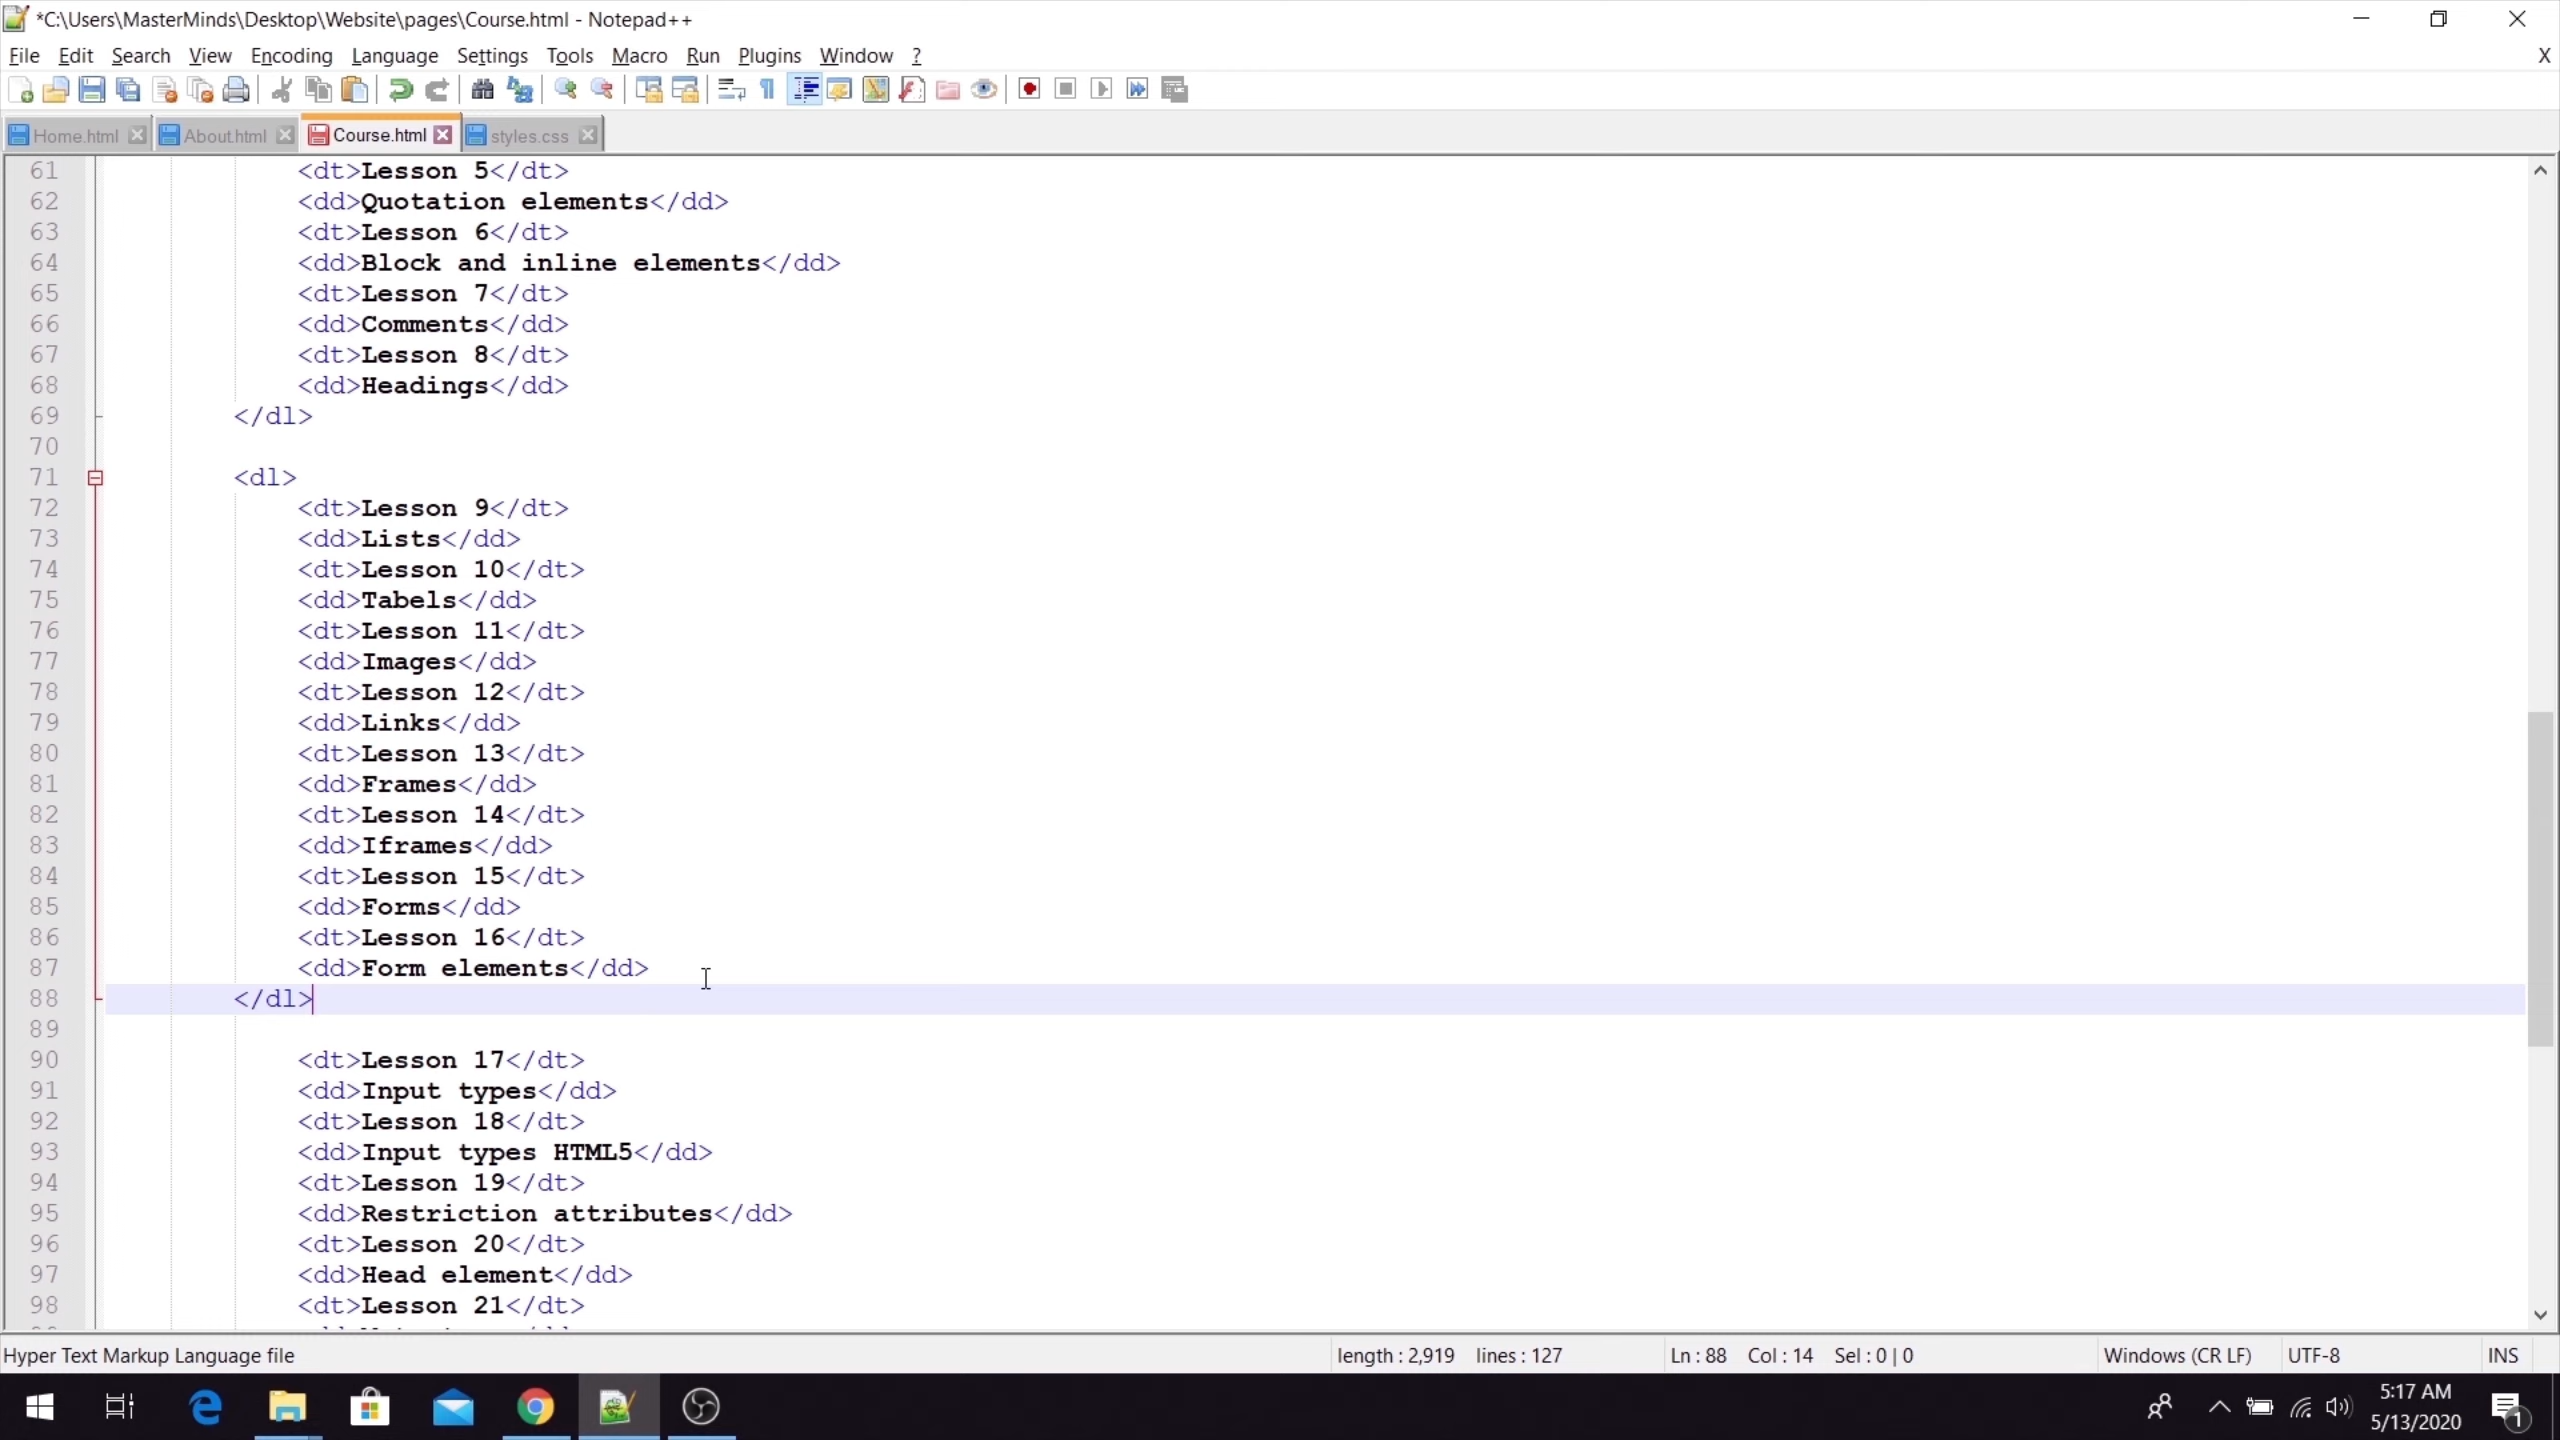 *C:\Users\MasterMinds\Desktop\Website\pages\Course.html - Notepad++
File Edit Search View Encoding Language Settings Tools Macro Run Plugins Window ? X
Home.html About.html Course.html styles.css
61 <dt>Lesson 5</dt>
62 <dd>Quotation elements</dd>
63 <dt>Lesson 6</dt>
64 <dd>Block and inline elements</dd>
65 <dt>Lesson 7</dt>
66 <dd>Comments</dd>
67 <dt>Lesson 8</dt>
68 <dd>Headings</dd>
69 </dl>
70
71 <dl>
72 <dt>Lesson 9</dt>
73 <dd>Lists</dd>
74 <dt>Lesson 10</dt>
75 <dd>Tabels</dd>
76 <dt>Lesson 11</dt>
77 <dd>Images</dd>
78 <dt>Lesson 12</dt>
79 <dd>Links</dd>
80 <dt>Lesson 13</dt>
81 <dd>Frames</dd>
82 <dt>Lesson 14</dt>
83 <dd>Iframes</dd>
84 <dt>Lesson 15</dt>
85 <dd>Forms</dd>
86 <dt>Lesson 16</dt>
87 <dd>Form elements</dd>
88 </dl>
89
90 <dt>Lesson 17</dt>
91 <dd>Input types</dd>
92 <dt>Lesson 18</dt>
93 <dd>Input types HTML5</dd>
94 <dt>Lesson 19</dt>
95 <dd>Restriction attributes</dd>
96 <dt>Lesson 20</dt>
97 <dd>Head element</dd>
98 <dt>Lesson 21</dt>
Hyper Text Markup Language file length : 2,919 lines : 127 Ln : 88 Col : 14 Sel : 0 | 0 Windows (CR LF) UTF-8 INS
5:17 AM
5/13/2020
1